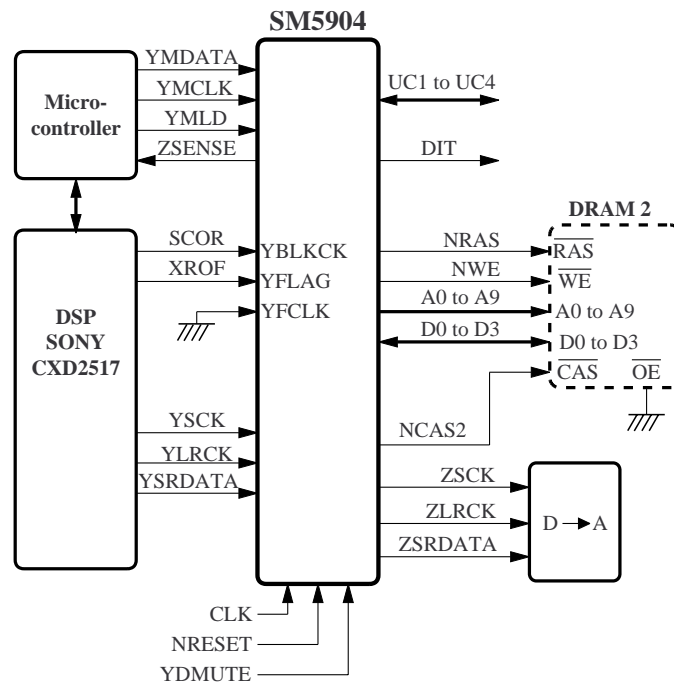 SM5904
YMDATA
YMCLK
YMLD
ZSENSE
Micro-
controller
UC1 to UC4
DIT
DRAM 2
SCOR
XROF
YBLKCK
YFLAG
YFCLK
NRAS
NWE
A0 to A9
D0 to D3
RAS
WE
A0 to A9
D0 to D3
CAS OE
DSP
SONY
CXD2517
YSCK
YLRCK
YSRDATA
NCAS2
ZSCK
ZLRCK
ZSRDATA
D A
CLK
NRESET
YDMUTE